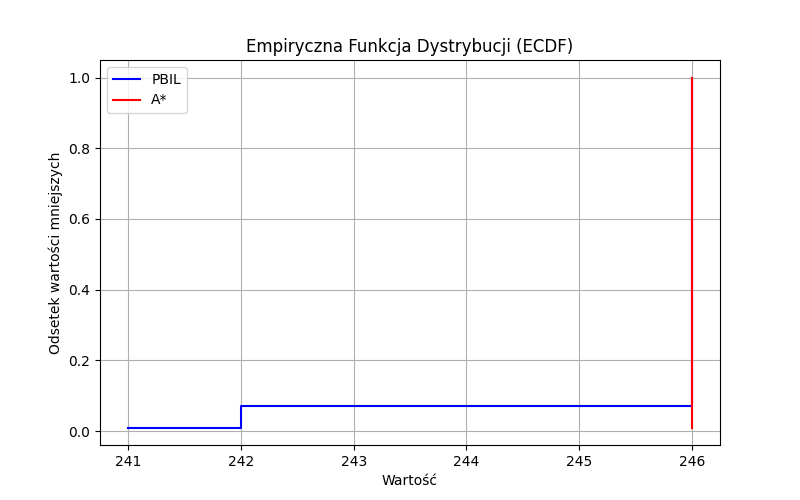 Empiryczna Funkcja Dystrybucji (ECDF)
PBIL
A*
1.0
0.8
0.6
0.4
0.2
0.0
Odsetek wartości mniejszych
241 242 243 244 245 246
Wartość